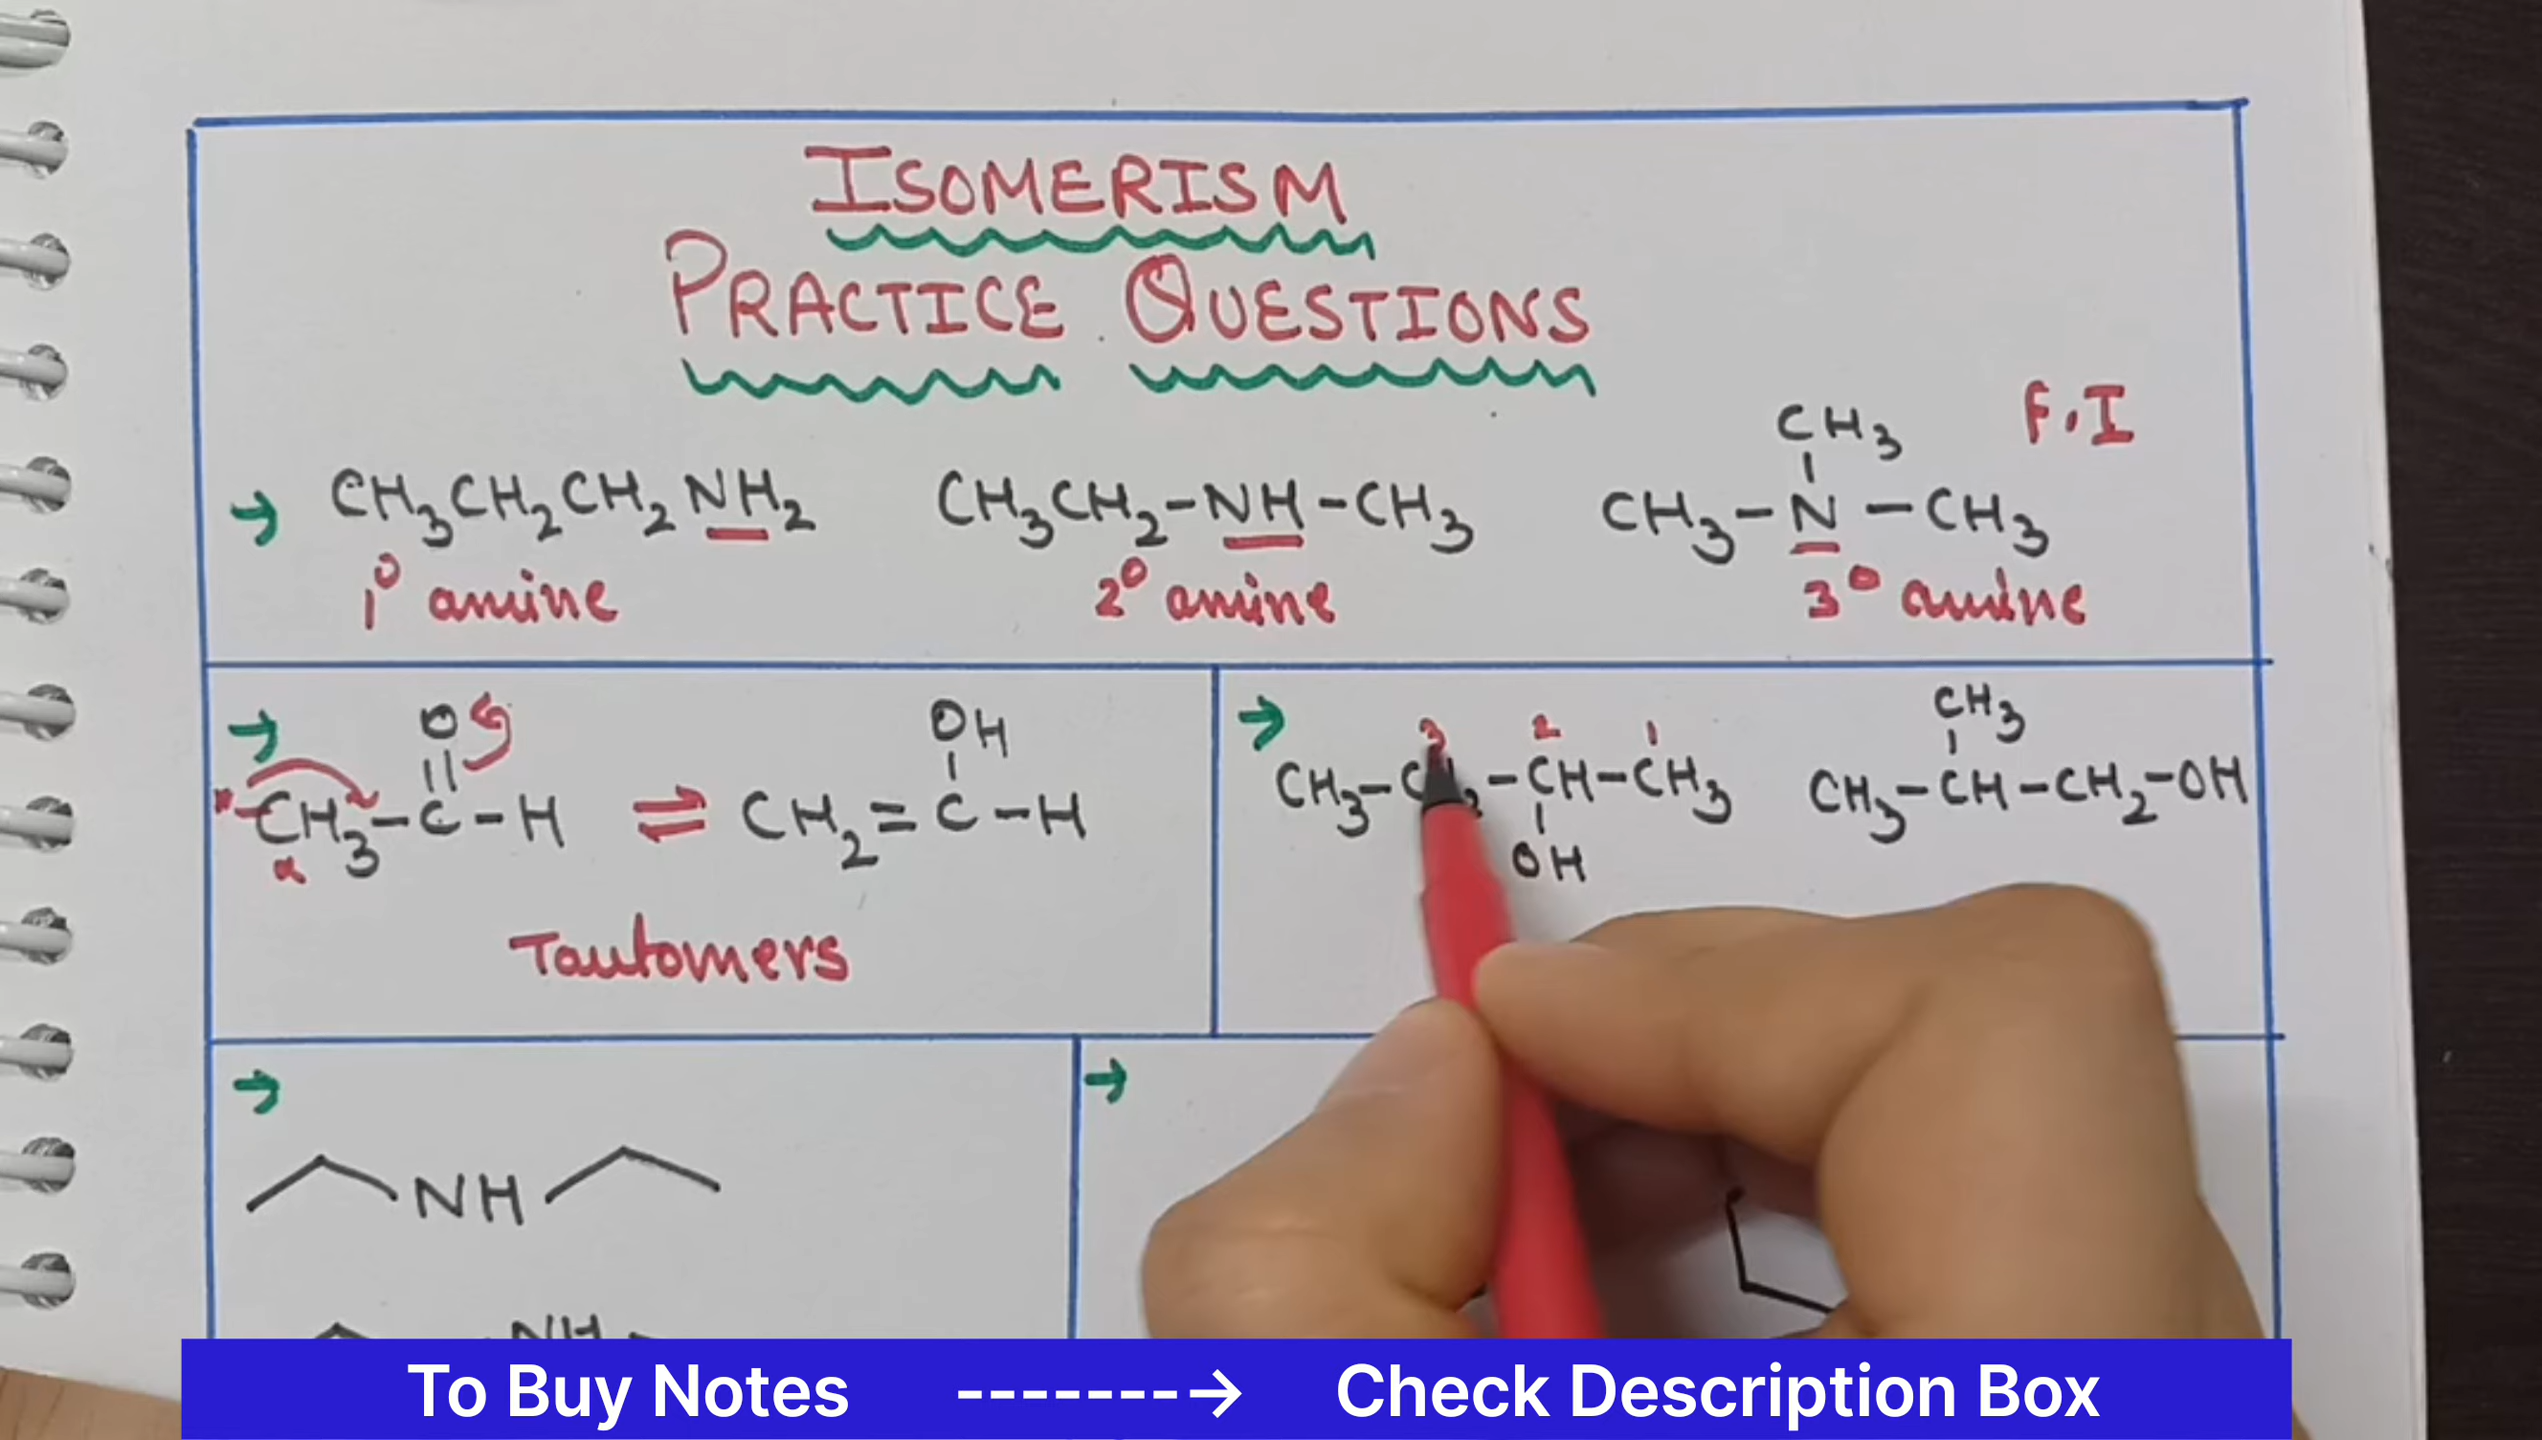 ISOMERISM
PRACTICE QUESTIONS
F.I
CH3
→ CH3CH2CH2NH2 CH3CH2-NH-CH3 CH3-N-CH3
1° amine 2° amine 3° amine
→ O OH
CH3-C-H ⇌ CH2=C-H
α
Tautomers
→ 3 2 1 CH3
CH3- -CH-CH3 CH3-CH-CH2-OH
OH
→ →
NH
NH
To Buy Notes -------→ Check Description Box